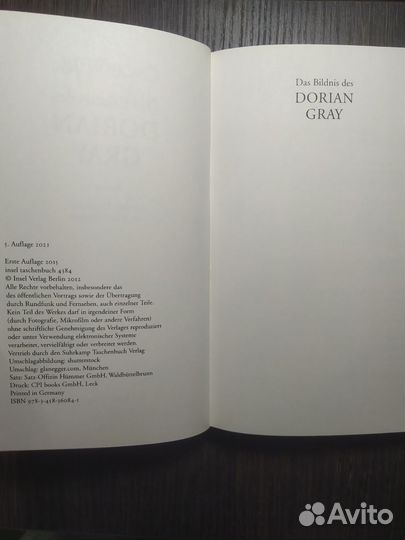 5. Auflage 2021
Erste Auflage 2015
insel taschenbuch 4384
© Insel Verlag Berlin 2012
Alle Rechte vorbehalten, insbesondere das
des öffentlichen Vortrags sowie der Übertragung
durch Rundfunk und Fernsehen, auch einzelner Teile.
Kein Teil des Werkes darf in irgendeiner Form
(durch Fotografie, Mikrofilm oder andere Verfahren)
ohne schriftliche Genehmigung des Verlages reproduziert
oder unter Verwendung elektronischer Systeme
verarbeitet, vervielfältigt oder verbreitet werden.
Vertrieb durch den Suhrkamp Taschenbuch Verlag
Umschlagabbildung: shutterstock
Umschlag: glanegger.com, München
Satz: Satz-Offizin Hümmer GmbH, Waldbüttelbrunn
Druck: CPI books GmbH, Leck
Printed in Germany
ISBN 978-3-458-36084-1
Das Bildnis des
DORIAN
GRAY
Avito